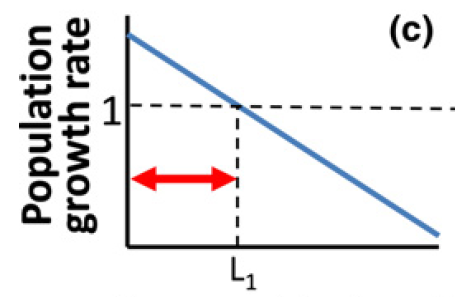 (c)
Population
growth rate
1
L₁